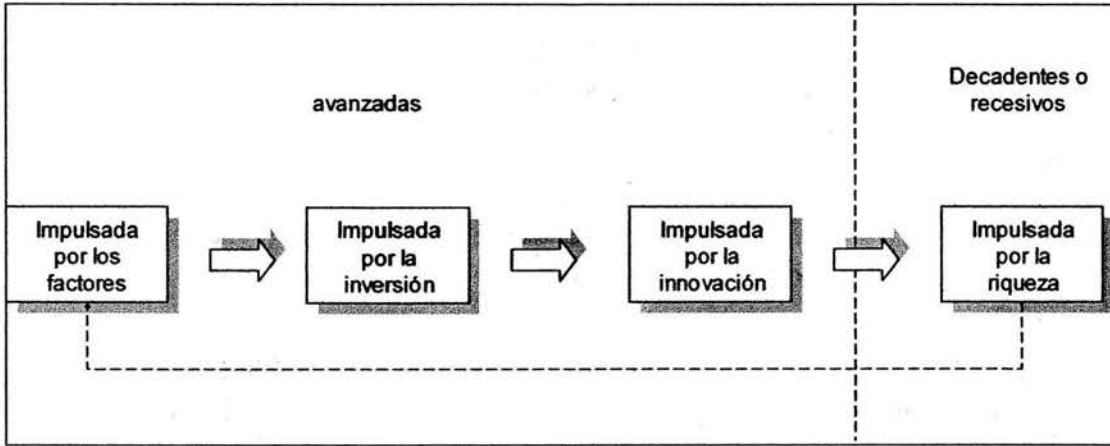 avanzadas
Decadentes o
recesivos
Impulsada
por los
factores
Impulsada
por la
inversión
Impulsada
por la
innovación
Impulsada
por la
riqueza